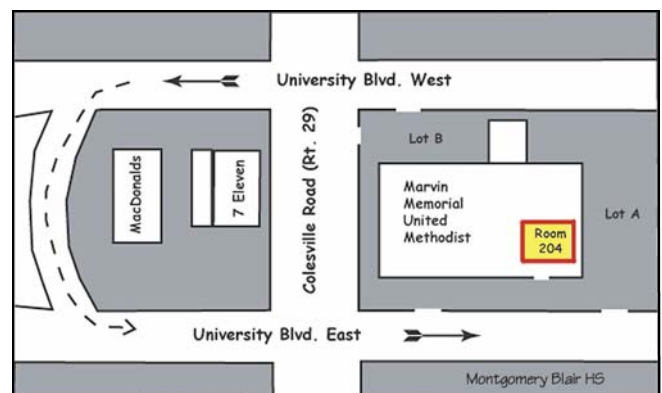 University Blvd. West
MacDonalds
7 Eleven
Colesville Road (Rt. 29)
Lot B
Marvin
Memorial
United
Methodist
Room
204
Lot A
University Blvd. East
Montgomery Blair HS